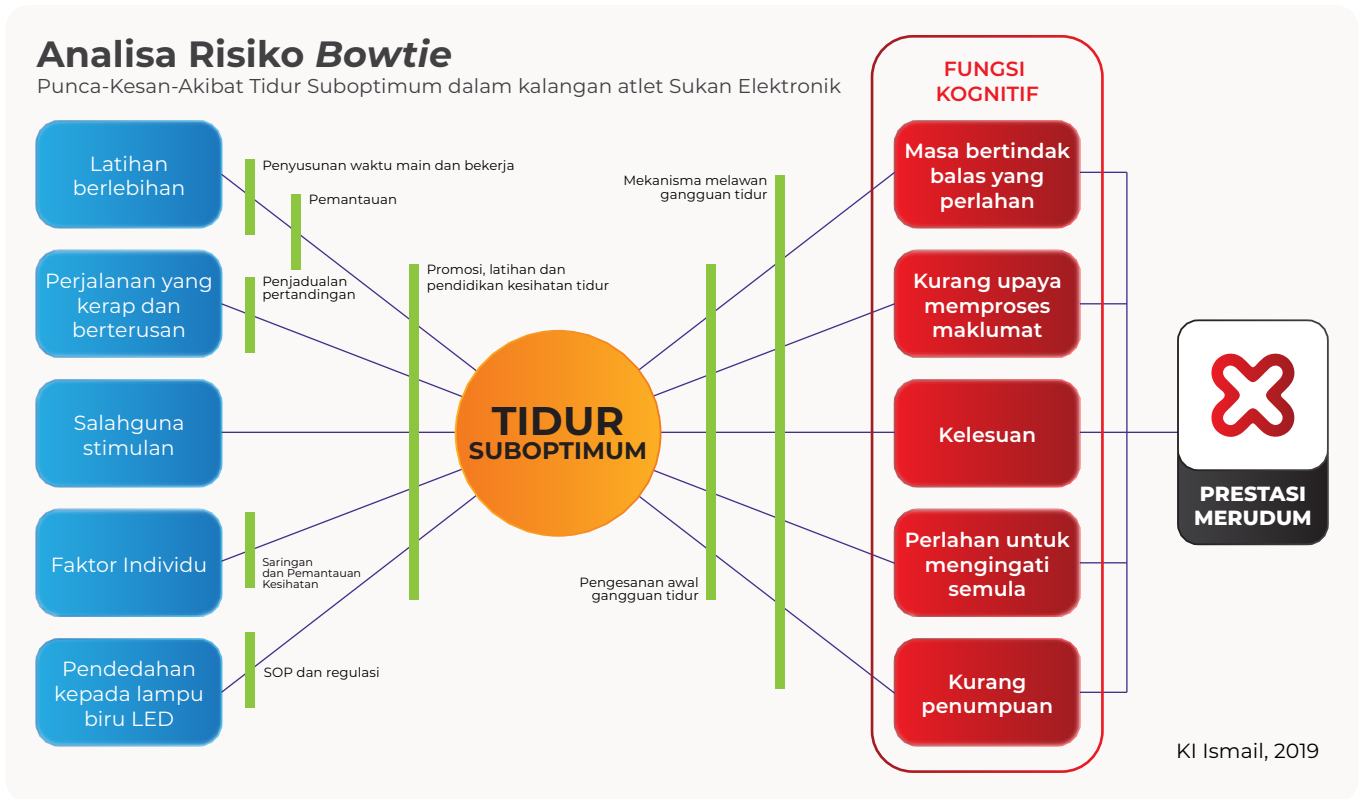 Analisa Risiko Bowtie
Punca-Kesan-Akibat Tidur Suboptimum dalam kalangan atlet Sukan Elektronik
Latihan
berlebihan
Perjalanan yang
kerap dan
berterusan
Salahguna
stimulan
Faktor Individu
Pendedahan
kepada lampu
biru LED
Penyusunan waktu main dan bekerja
Pemantauan
Penjadualan
pertandingan
Saringan
dan Pemantauan
Kesihatan
SOP dan regulasi
Promosi, latihan dan
pendidikan kesihatan tidur
TIDUR
SUBOPTIMUM
Mekanisma melawan
gangguan tidur
Pengesanan awal
gangguan tidur
FUNGSI
KOGNITIF
Masa bertindak
balas yang
perlahan
Kurang upaya
memproses
maklumat
Kelesuan
Perlahan untuk
mengingati
semula
Kurang
penumpuan
PRESTASI
MERUDUM
KI Ismail, 2019